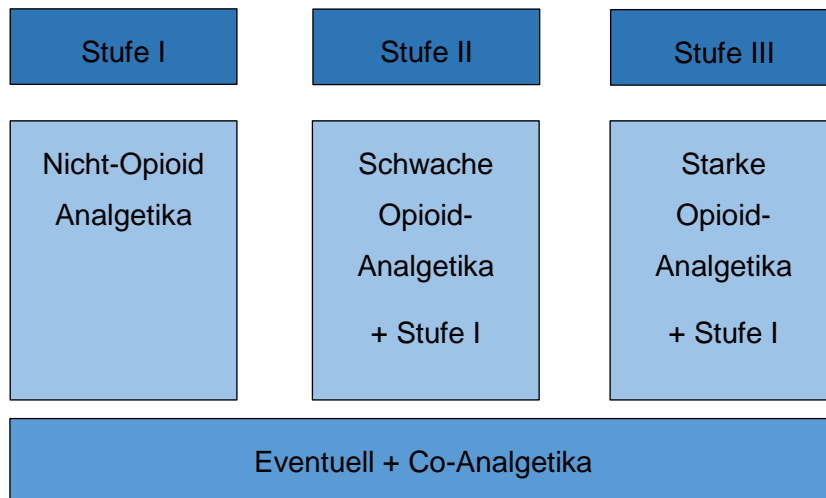 Stufe I
Stufe II
Stufe III
Nicht-Opioid
Analgetika
Schwache
Opioid-
Analgetika
+ Stufe I
Starke
Opioid-
Analgetika
+ Stufe I
Eventuell + Co-Analgetika